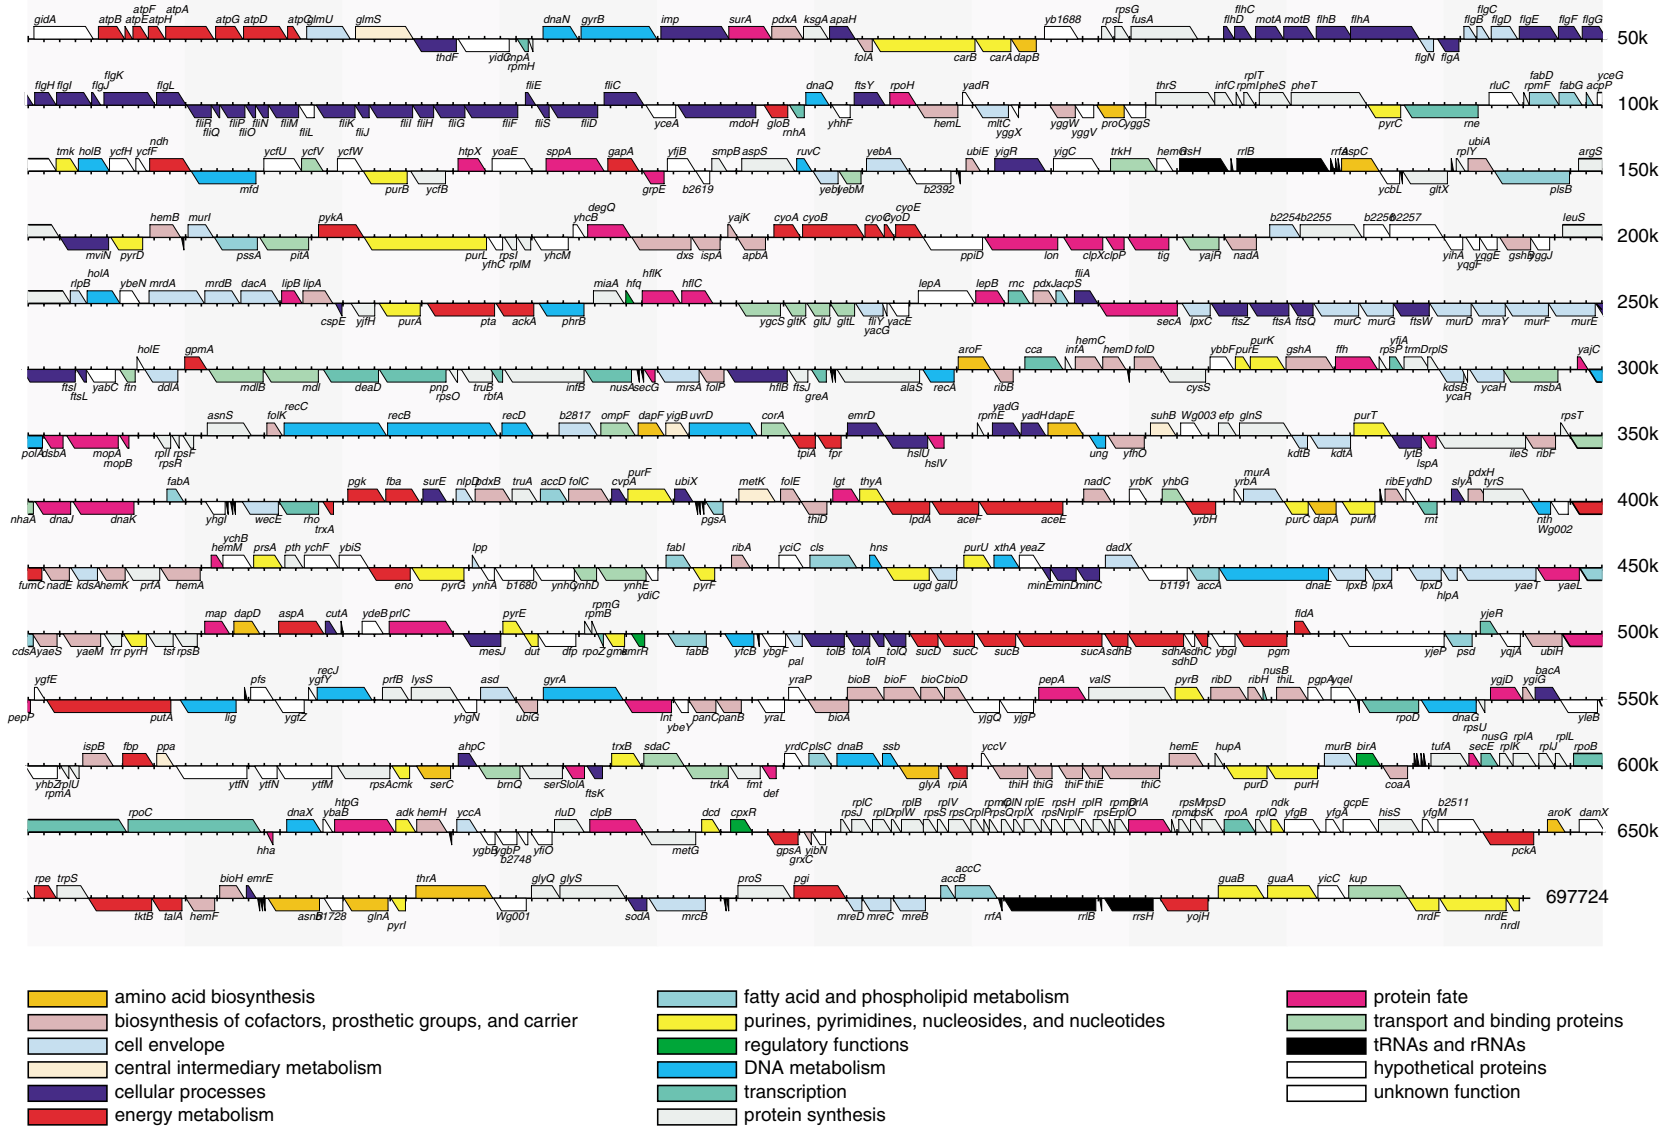 gidA atpB atpE atpF atpH atpA atpG atpD atpC glmU glmS dnaN gyrB imp surA pdxA ksgA apaH yb1688 rpsL rpsG fusA flhD flhC motA motB flhB flhA flgB flgC flgD flgE flgF flgG
thdF yidC rnpA rpmH folA carB carA dapB flgN flgA
50k
flgH flgI flgJ flgK flgL fliE fliC dnaQ ftsY rpoH yadR thrS infC rpmI rplT pheS pheT rluC rpmF fabD fabG acpP yceG
fliR fliQ fliP fliO fliN fliM fliL fliK fliJ fliI fliH fliG fliF fliS fliD yceA mdoH gloB rnhA yhhF hemL mltC yggX yggW yggV proC yggS pyrC rne
100k
tmk holB ycfH ycfF ndh ycfU ycfV ycfW htpX yoaE sppA gapA yfjB smpB aspS ruvC yebA ubiE yigR yigC trkH rrlB aspC rplY ubiA argS
mfd purB ycfB grpE b2619 yebM b2392 ycbL gltX plsB
150k
hemB murI pykA yhcB degQ yajK cyoA cyoB cyoC cyoD cyoE b2254 b2255 b2256 b2257 leuS
mviN pyrD pssA pitA purL yfhC rpsI rplM yhcM dxs ispA apbA ppiD lon clpX clpP tig yajR nadA yihA yqgF yqgE gshB yggJ
200k
rlpB holA ybeN mrdA mrdB dacA lipB lipA miaA hfq hflK hflC lepA lepB rnc pdxJ acpS fliA
cspE yjfH purA pta ackA phrB ygcS gltK gltJ gltL fliY yacG yacE secA lpxC ftsZ ftsA ftsQ murC murG ftsW murD mraY murF murE
250k
holE gpmA aroF cca infA hemC hemD folD ybbF purE purK gshA ffh rpsP yfjA trmD rplS yajC
ftsI ftsL yabC ftn ddlA mdlB mdl deaD pnp rpsO truB rbfA infB nusA secG mrsA folP hflB ftsJ greA alaS recA ribB cysS kdsB ycaR ycaH msbA
300k
asnS folK recC recB recD b2817 ompF dapF yigB uvrD corA emrD rpmE yadG yadH dapE suhB Wg003 efp glnS purT rpsT
polA dsbA mopA mopB rplI rpsR rpsF tpiA fpr hslU hslV ung yfhO kdtB kdtA lytB lspA ileS ribF
350k
fabA pgk fba surE nlpD pdxB truA accD folC cvpA purF ubiX metK folE lgt thyA nadC yrbK yhbG yrbA murA ribE ydhD slyA pdxH tyrS
nhaA dnaJ dnaK yhgI wecE rho trxA pgsA thiD lpdA aceF aceE yrbH purC dapA purM rnt nth Wg002
400k
hemM ychB prsA pth ychF ybiS lpp fabI ribA yciC cls hns purU xthA yeaZ dadX
fumC nadE kdsA hemK prfA hemA eno pyrG ynhA b1680 ynhC ynhD ynhE ydiC pyrF ugd galU minE minD minC b1191 accA dnaE lpxB lpxA lpxD hlpA yaeT yaeL
450k
map dapD aspA cutA ydeB prlC pyrE rpmB rpmG fldA yjeR
cdsA yaeS yaeM frr pyrH tsf rpsB mesJ dut dfp rpoZ gmk kmrR fabB yfcB ybgF pal tolB tolA tolR tolQ sucD sucC sucB sucA sdhB sdhA sdhD sdhC ybgI pgm yjeP psd yqjA ubiH
500k
ygfE pfs ygfY recJ prfB lysS asd gyrA yraP bioB bioF bioC bioD pepA valS pyrB ribD ribH nusB thiL pgpA yqeI ygjD ygiG bacA
pepP putA lig ygfZ yhgN ubiG lnt ybeY panC panB yraL bioA yjgQ yjgP rpoD dnaG rpsU yleB
550k
ispB fbp ppa ahpC trxB sdaC yrdC plsC dnaB ssb yccV hemE hupA murB birA tufA secE nusG rplK rplA rplJ rplL rpoB
yhbZ rpmA rplU ytfN ytfN ytfM rpsA cmk serC brnQ serS lolA ftsK trkA fmt def glyA rpiA thiH thiG thiF thiE thiC purD purH coaA
600k
rpoC dnaX ybaB htpG adk hemH yccA rluD clpB dcd cpxR rpsJ rplC rplD rplW rplB rpsS rplV rpsC rplP rpsQ rplN rplX rplE rpsN rpsH rplF rplR rpsE rplO rpsM rpsK rpsD rpoA rplQ ndk yfgB yfgA gcpE hisS yfgM b2511 aroK damX
hha ygbB ygbP b2748 yfiO metG gpsA grxC yibN pckA
650k
rpe trpS bioH emrE thrA glyQ glyS proS pgi accB accC guaB guaA yicC kup
tktB talA hemF asnB b1728 glnA pyrI Wg001 sodA mrcB mreD mreC mreB rrfA rrlB rrsH yojH nrdF nrdE nrdI
697724
amino acid biosynthesis
biosynthesis of cofactors, prosthetic groups, and carrier
cell envelope
central intermediary metabolism
cellular processes
energy metabolism
fatty acid and phospholipid metabolism
purines, pyrimidines, nucleosides, and nucleotides
regulatory functions
DNA metabolism
transcription
protein synthesis
protein fate
transport and binding proteins
tRNAs and rRNAs
hypothetical proteins
unknown function